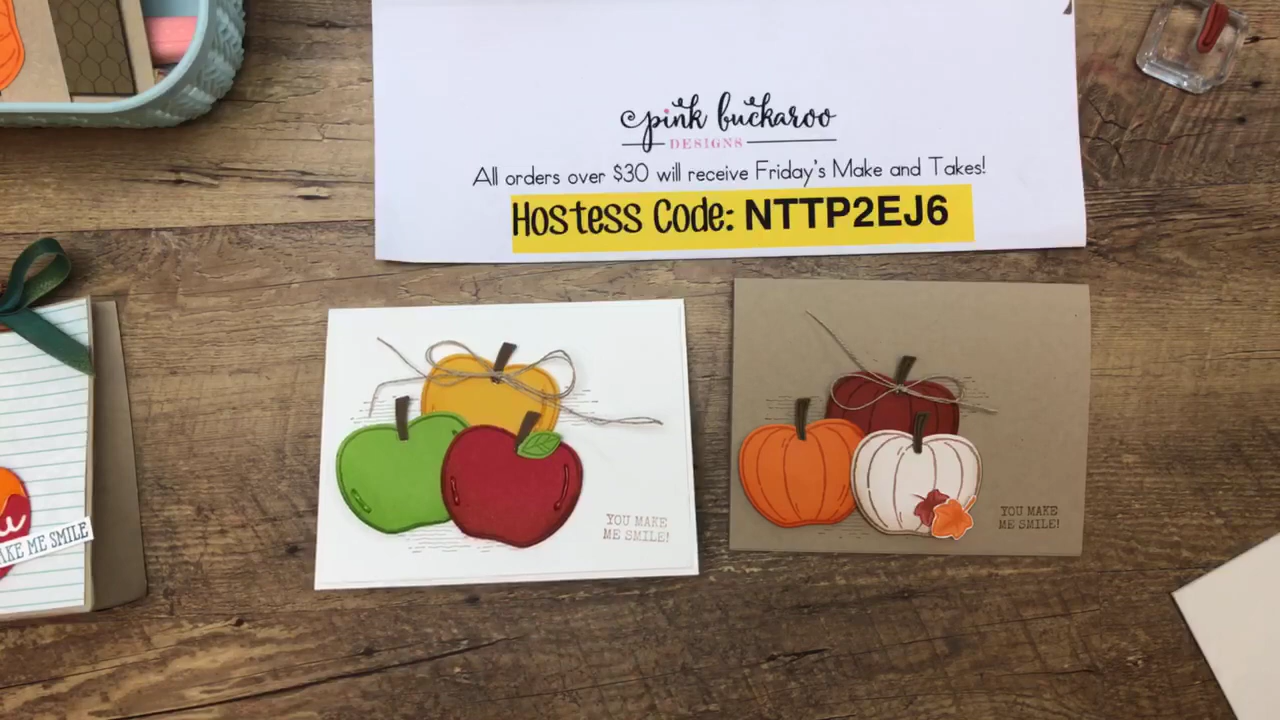 pink buckaroo
DESIGNS
All orders over $30 will receive Friday's Make and Takes!
Hostess Code: NTTP2EJ6
YOU MAKE
ME SMILE!
YOU MAKE
ME SMILE!
MAKE ME SMILE